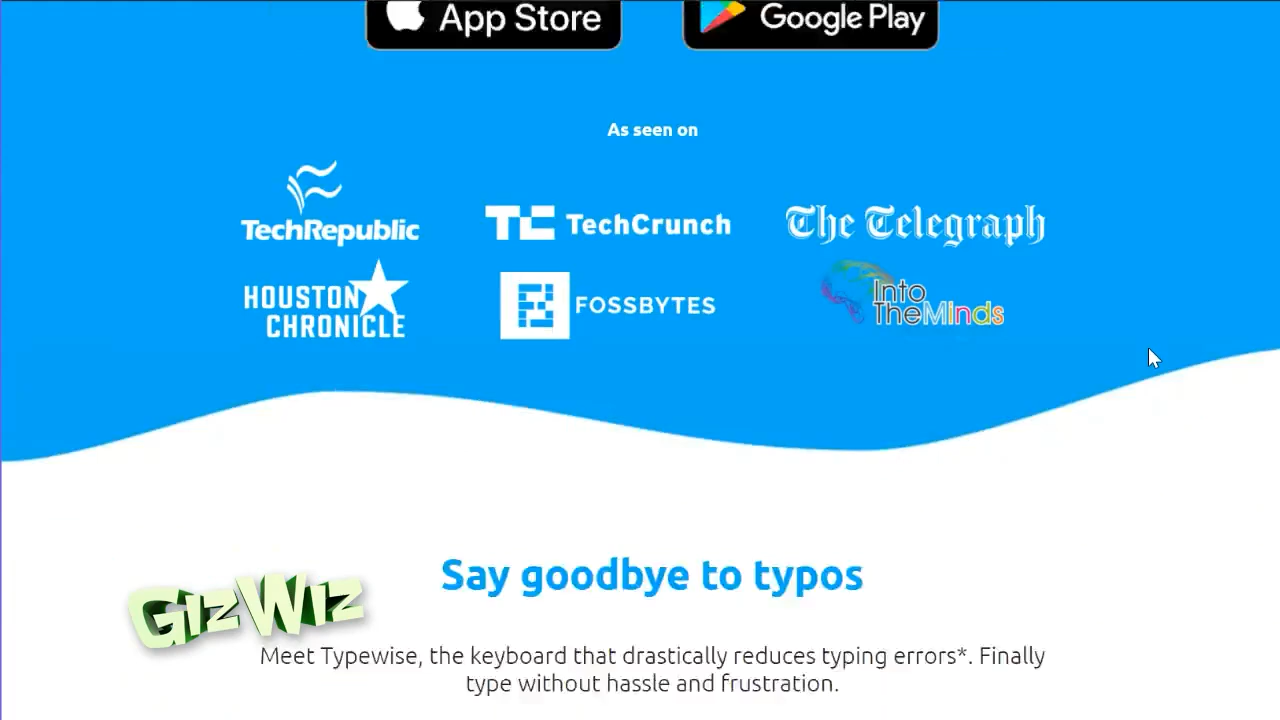 App Store
Google Play
As seen on
TechRepublic
TC TechCrunch
The Telegraph
HOUSTON
CHRONICLE
FOSSBYTES
Into
TheMinds
Say goodbye to typos
GizWiz
Meet Typewise, the keyboard that drastically reduces typing errors*. Finally
type without hassle and frustration.